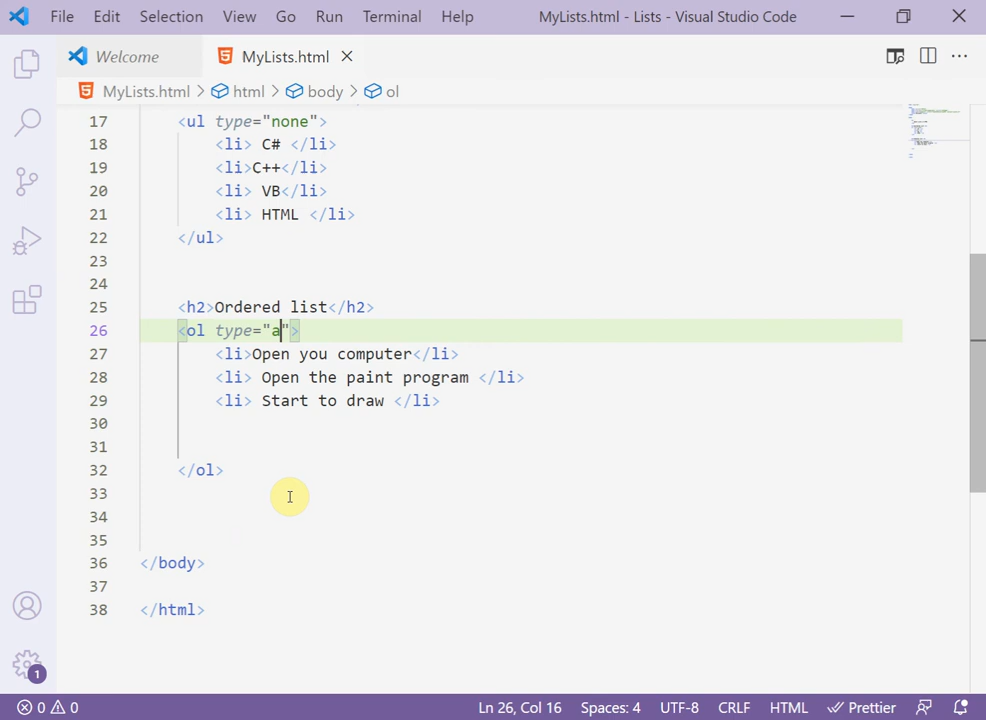 File Edit Selection View Go Run Terminal Help MyLists.html - Lists - Visual Studio Code
Welcome MyLists.html
MyLists.html > html > body > ol
17 <ul type="none">
18 <li> C# </li>
19 <li>C++</li>
20 <li> VB</li>
21 <li> HTML </li>
22 </ul>
23
24
25 <h2>Ordered list</h2>
26 <ol type="a">
27 <li>Open you computer</li>
28 <li> Open the paint program </li>
29 <li> Start to draw </li>
30
31
32 </ol>
33
34
35
36 </body>
37
38 </html>
1
0 0 Ln 26, Col 16 Spaces: 4 UTF-8 CRLF HTML Prettier